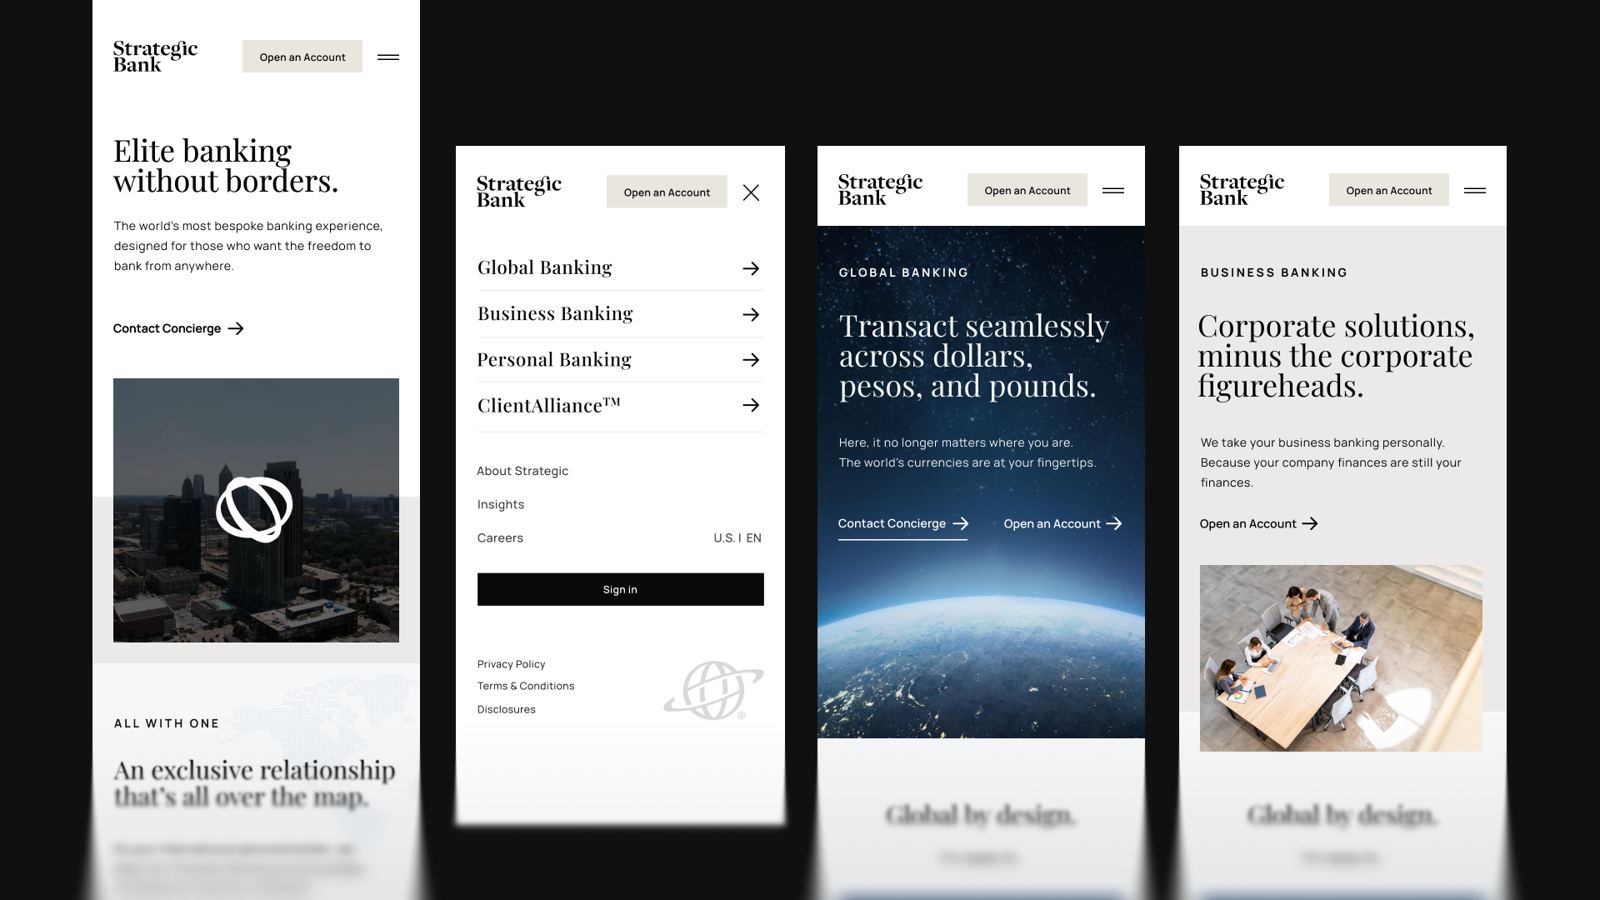 Strategic
Bank
Open an Account
Elite banking
without borders.
The world's most bespoke banking experience,
designed for those who want the freedom to
bank from anywhere.
Contact Concierge
ALL WITH ONE
An exclusive relationship
that's all over the map.
Strategic
Bank
Open an Account
Global Banking
Business Banking
Personal Banking
ClientAlliance™
About Strategic
Insights
Careers
U.S. | EN
Sign in
Privacy Policy
Terms & Conditions
Disclosures
®
Strategic
Bank
Open an Account
GLOBAL BANKING
Transact seamlessly
across dollars,
pesos, and pounds.
Here, it no longer matters where you are.
The world's currencies are at your fingertips.
Contact Concierge
Open an Account
Global by design.
Strategic
Bank
Open an Account
BUSINESS BANKING
Corporate solutions,
minus the corporate
figureheads.
We take your business banking personally.
Because your company finances are still your
finances.
Open an Account
Global by design.